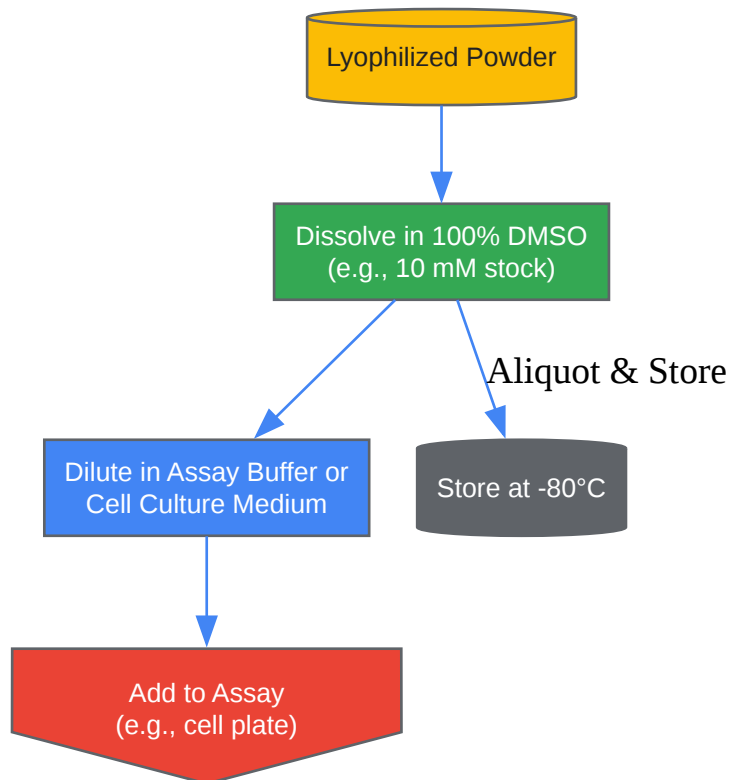 Lyophilized Powder
Dissolve in 100% DMSO
(e.g., 10 mM stock)
Aliquot & Store
Dilute in Assay Buffer or
Cell Culture Medium
Store at -80°C
Add to Assay
(e.g., cell plate)